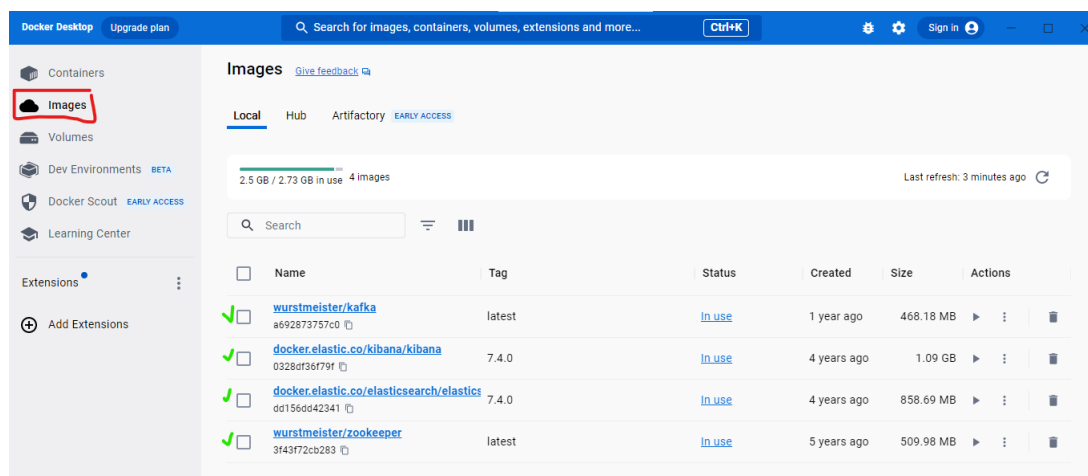 Docker Desktop Upgrade plan Search for images, containers, volumes, extensions and more... Ctrl+K Sign in
Containers
Images
Volumes
Dev Environments BETA
Docker Scout EARLY ACCESS
Learning Center
Extensions
Add Extensions
Images Give feedback
Local Hub Artifactory EARLY ACCESS
2.5 GB / 2.73 GB in use 4 images Last refresh: 3 minutes ago
Search
Name Tag Status Created Size Actions
wurstmeister/kafka latest In use 1 year ago 468.18 MB
a692873757c0
docker.elastic.co/kibana/kibana 7.4.0 In use 4 years ago 1.09 GB
0328df36f79f
docker.elastic.co/elasticsearch/elastics 7.4.0 In use 4 years ago 858.69 MB
dd156dd42341
wurstmeister/zookeeper latest In use 5 years ago 509.98 MB
3f43f72cb283